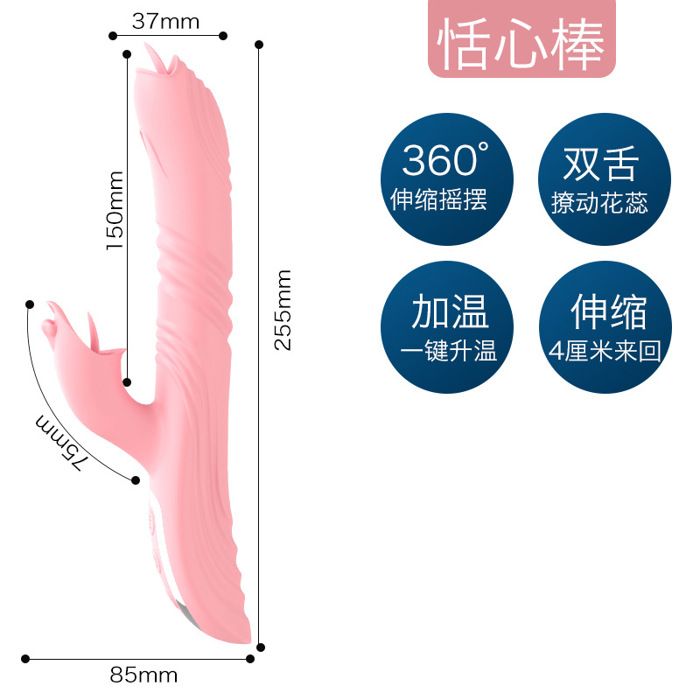 37mm
恬心棒
360°
伸缩摇摆
双舌
撩动花蕊
150mm
255mm
加温
一键升温
伸缩
4厘米来回
75mm
85mm